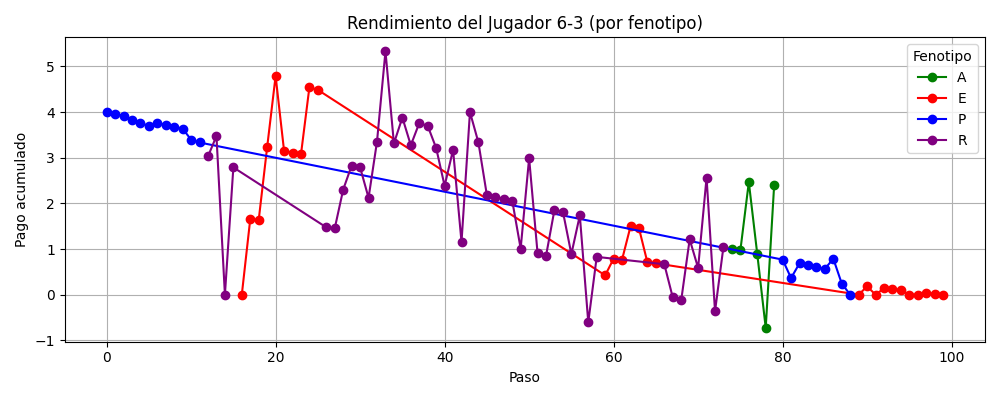 Rendimiento del Jugador 6-3 (por fenotipo)
Pago acumulado
5
4
3
2
1
0
−1
0 20 40 60 80 100
Paso
Fenotipo
A
E
P
R